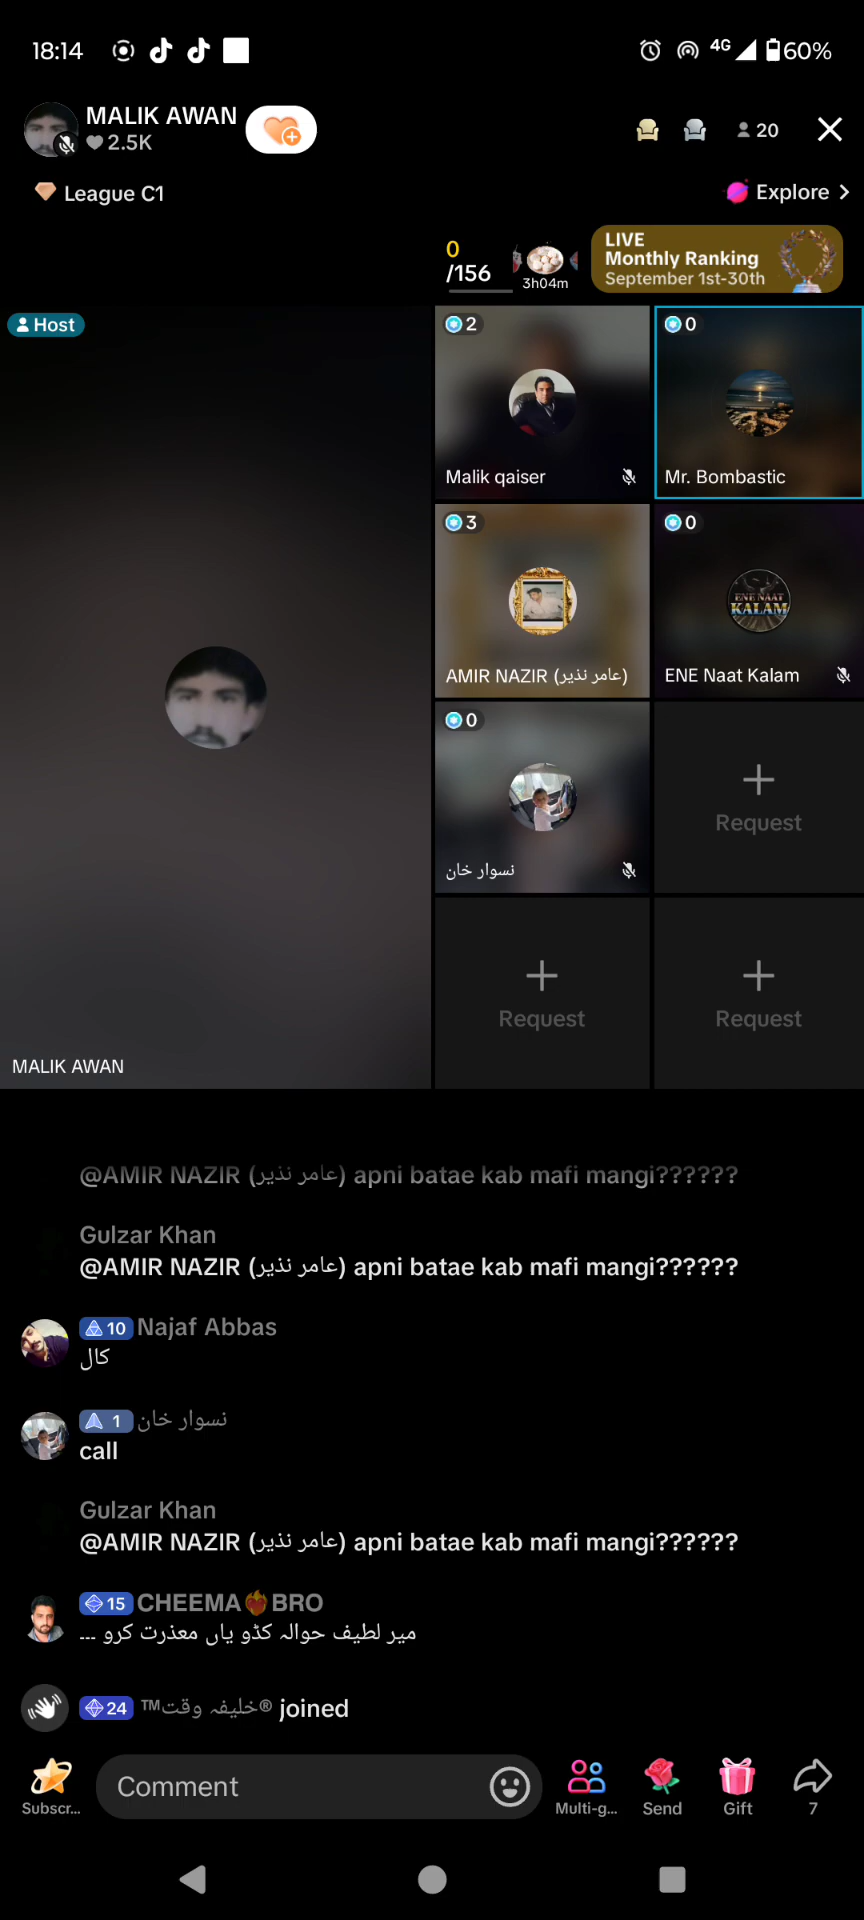 18:14
4G
60%
MALIK AWAN
2.5K
20
League C1
Explore
0
/156
3h04m
LIVE
Monthly Ranking
September 1st-30th
Host
2
Malik qaiser
0
Mr. Bombastic
3
AMIR NAZIR (عامر نذیر)
0
ENE NAAT
KALAM
ENE Naat Kalam
0
نسوار خان
Request
Request
Request
MALIK AWAN
@AMIR NAZIR (عامر نذیر) apni batae kab mafi mangi??????
Gulzar Khan
@AMIR NAZIR (عامر نذیر) apni batae kab mafi mangi??????
10 Najaf Abbas
کال
1 نسوار خان
call
Gulzar Khan
@AMIR NAZIR (عامر نذیر) apni batae kab mafi mangi??????
15 CHEEMA❤️‍🔥BRO
میر لطیف حوالہ کڈو یاں معذرت کرو ...
24 ™خلیفہ وقت® joined
Comment
Subscr...
Multi-g...
Send
Gift
7